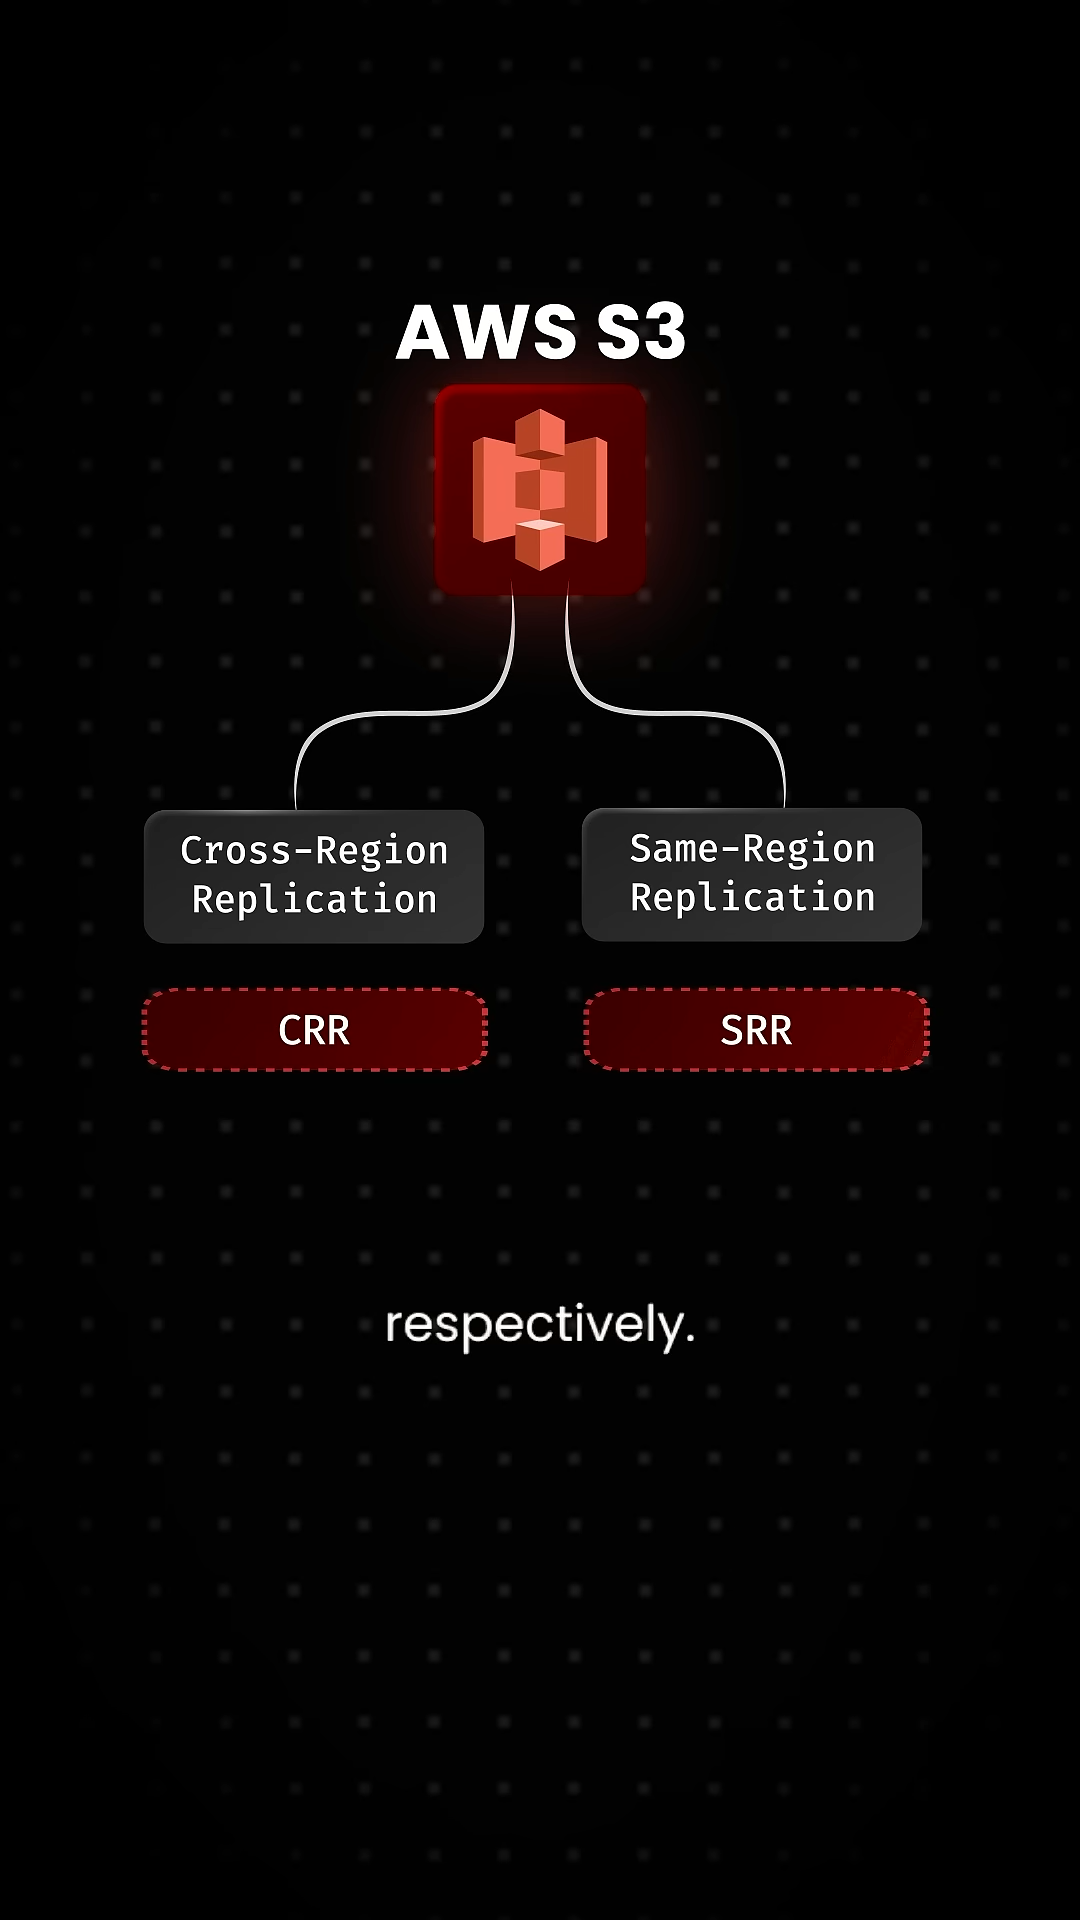 AWS S3
Cross-Region
Replication
Same-Region
Replication
CRR
SRR
respectively.